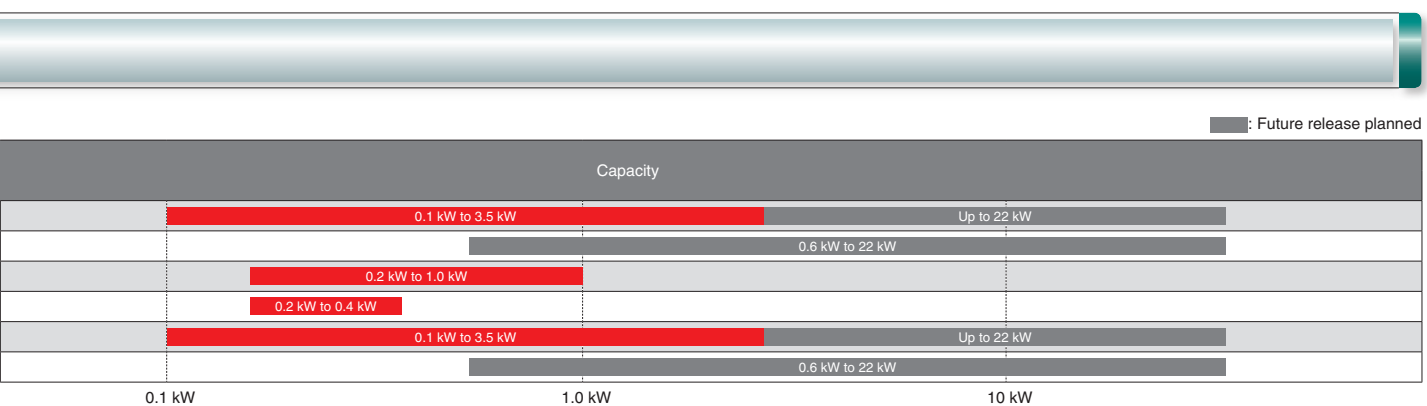 : Future release planned
Capacity
0.1 kW to 3.5 kW Up to 22 kW
0.6 kW to 22 kW
0.2 kW to 1.0 kW
0.2 kW to 0.4 kW
0.1 kW to 3.5 kW Up to 22 kW
0.6 kW to 22 kW
0.1 kW 1.0 kW 10 kW